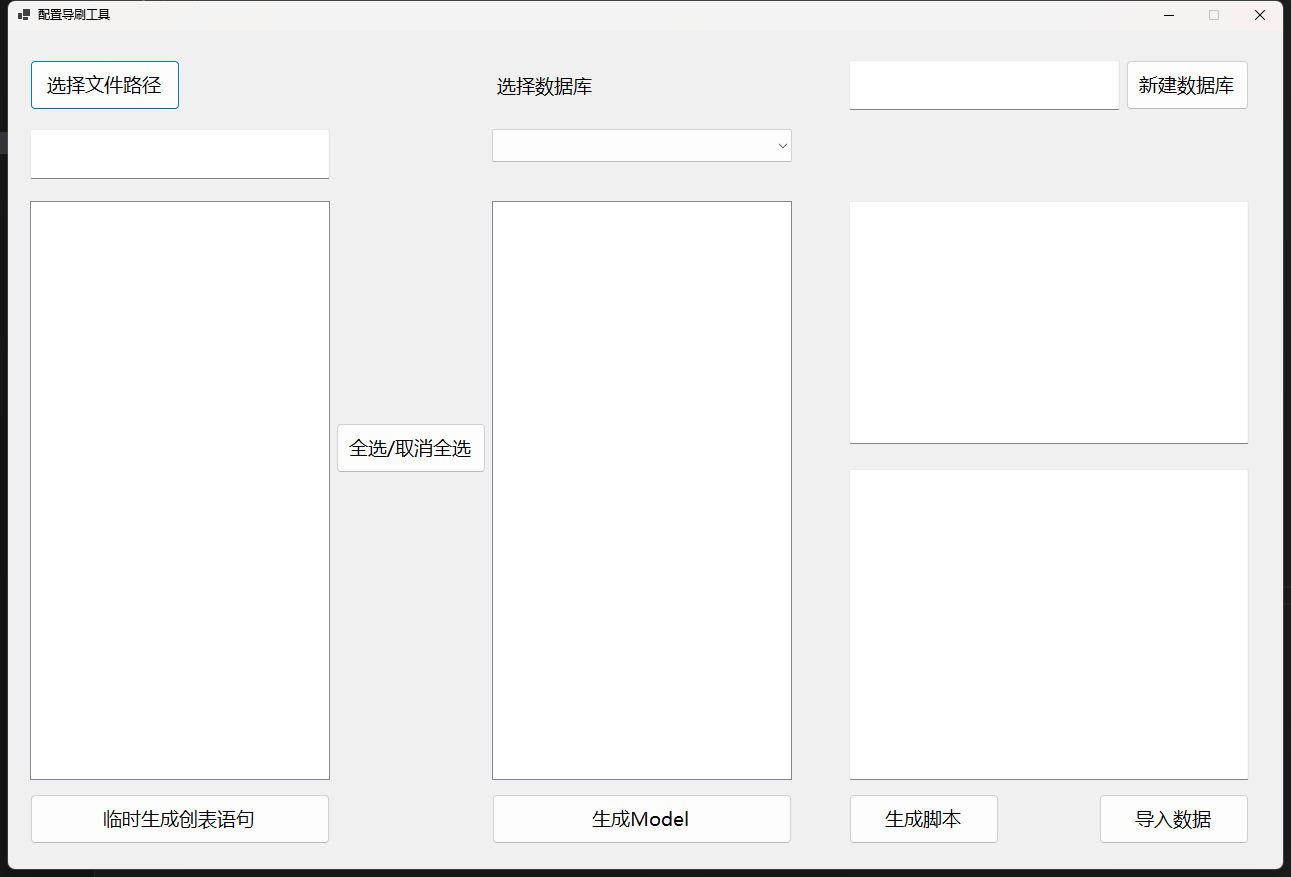 配置导刷工具
选择文件路径
选择数据库
新建数据库
全选/取消全选
临时生成创表语句
生成Model
生成脚本
导入数据